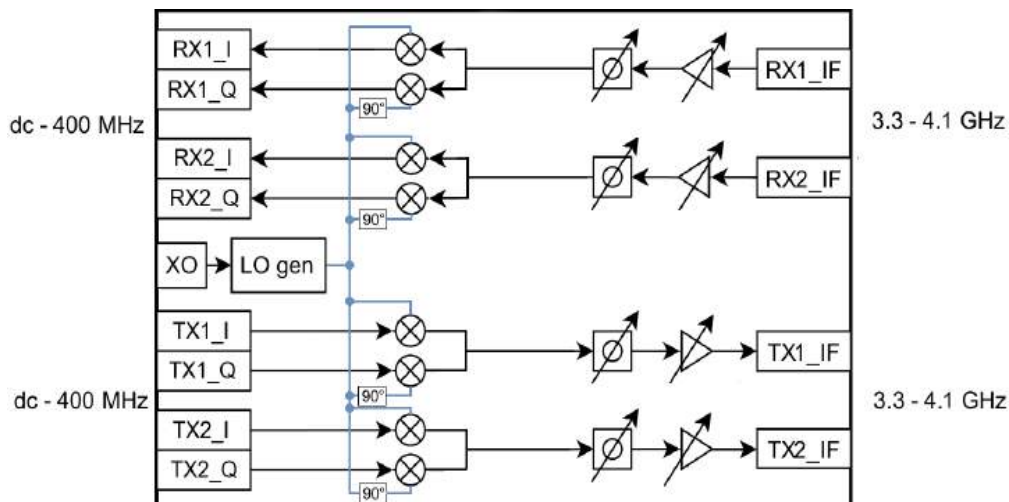 RX1_I
RX1_IF
RX1_Q
90°
dc - 400 MHz
3.3 - 4.1 GHz
RX2_I
RX2_IF
RX2_Q
90°
XO
LO gen
TX1_I
TX1_IF
TX1_Q
90°
dc - 400 MHz
3.3 - 4.1 GHz
TX2_I
TX2_IF
TX2_Q
90°